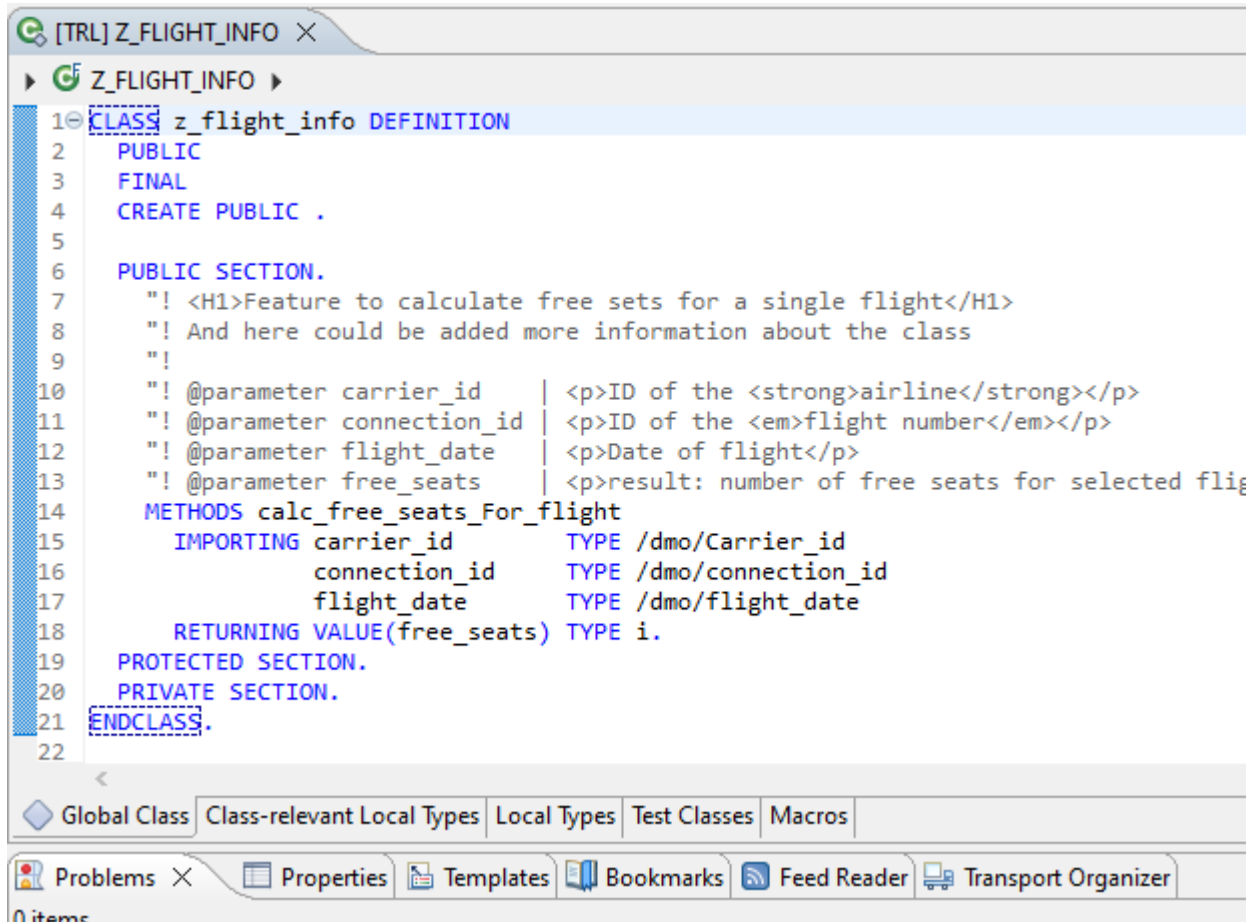 [TRL] Z_FLIGHT_INFO
Z_FLIGHT_INFO
1 CLASS z_flight_info DEFINITION
2 PUBLIC
3 FINAL
4 CREATE PUBLIC .
5
6 PUBLIC SECTION.
7 "! <H1>Feature to calculate free sets for a single flight</H1>
8 "! And here could be added more information about the class
9 "!
10 "! @parameter carrier_id | <p>ID of the <strong>airline</strong></p>
11 "! @parameter connection_id | <p>ID of the <em>flight number</em></p>
12 "! @parameter flight_date | <p>Date of flight</p>
13 "! @parameter free_seats | <p>result: number of free seats for selected flig
14 METHODS calc_free_seats_For_flight
15 IMPORTING carrier_id TYPE /dmo/Carrier_id
16 connection_id TYPE /dmo/connection_id
17 flight_date TYPE /dmo/flight_date
18 RETURNING VALUE(free_seats) TYPE i.
19 PROTECTED SECTION.
20 PRIVATE SECTION.
21 ENDCLASS.
22
Global Class Class-relevant Local Types Local Types Test Classes Macros
Problems Properties Templates Bookmarks Feed Reader Transport Organizer
0 items